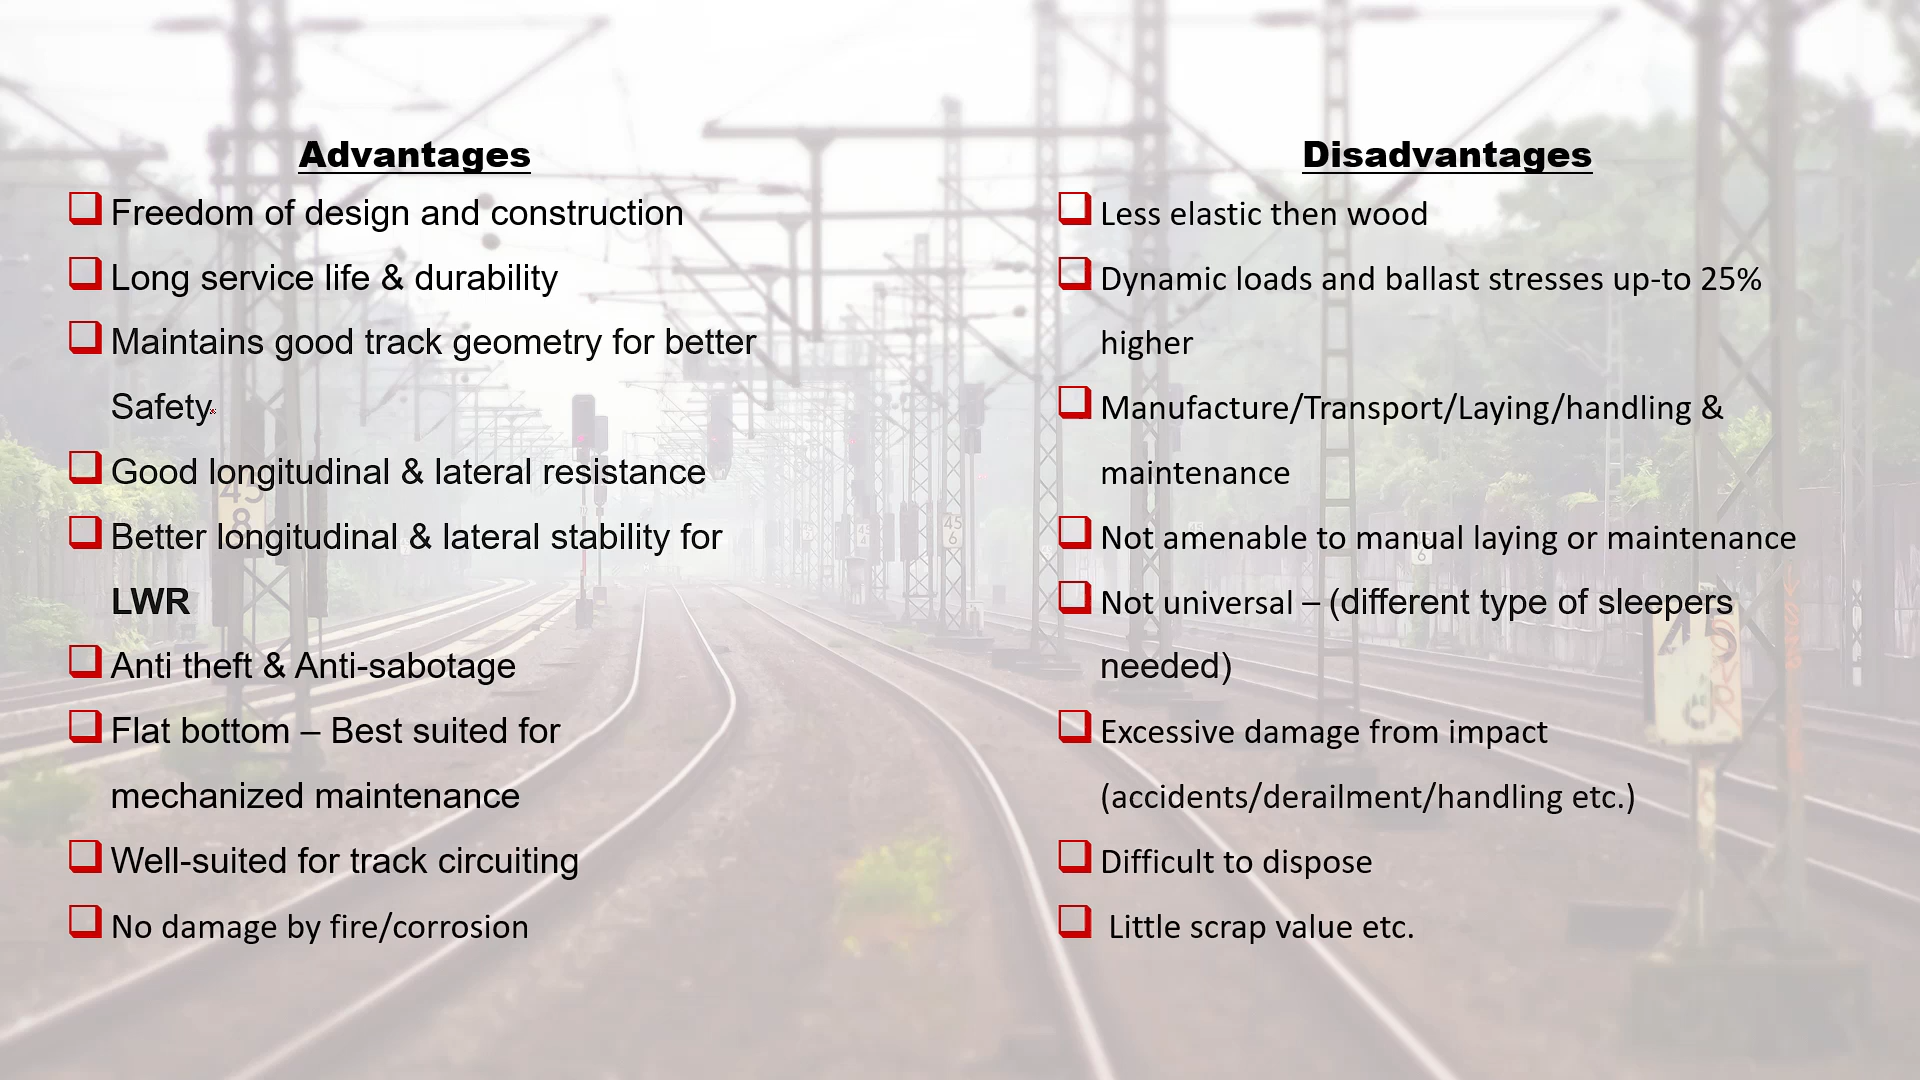 Advantages
Freedom of design and construction
Long service life & durability
Maintains good track geometry for better
Safety.
Good longitudinal & lateral resistance
Better longitudinal & lateral stability for
LWR
Anti theft & Anti-sabotage
Flat bottom – Best suited for
mechanized maintenance
Well-suited for track circuiting
No damage by fire/corrosion
Disadvantages
Less elastic then wood
Dynamic loads and ballast stresses up-to 25%
higher
Manufacture/Transport/Laying/handling &
maintenance
Not amenable to manual laying or maintenance
Not universal – (different type of sleepers
needed)
Excessive damage from impact
(accidents/derailment/handling etc.)
Difficult to dispose
Little scrap value etc.
45
8
45
6